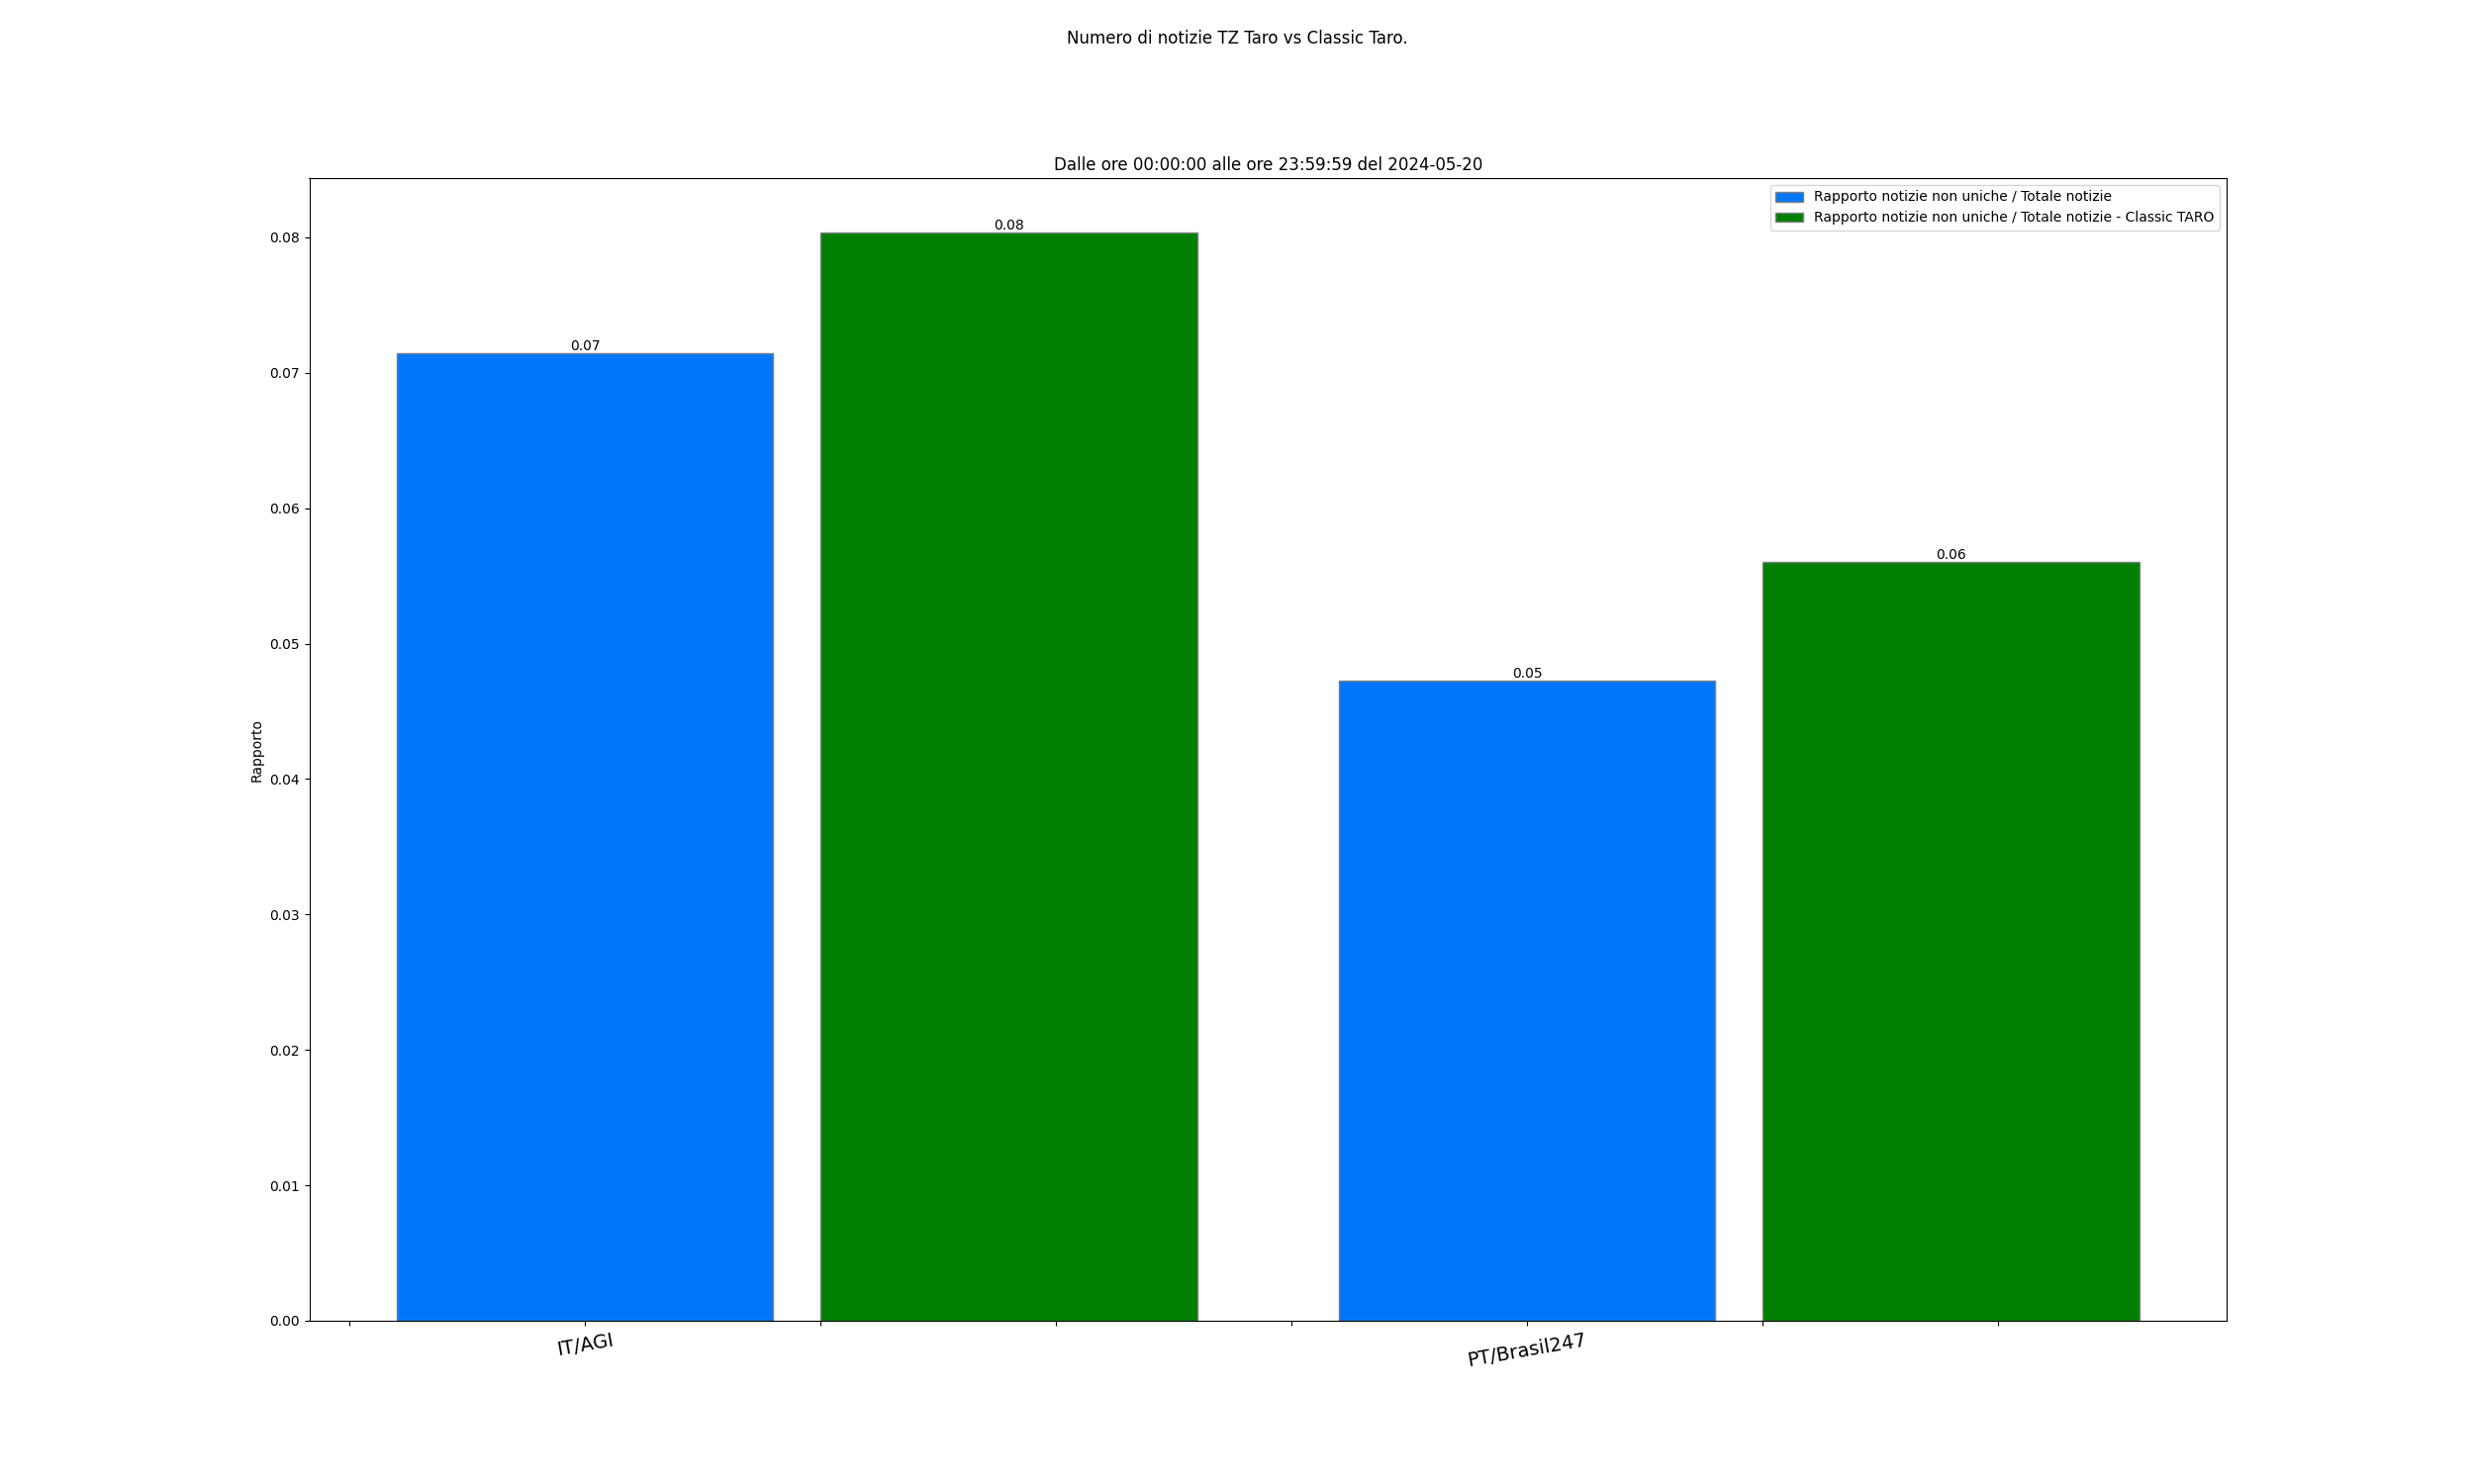 Numero di notizie TZ Taro vs Classic Taro.
Dalle ore 00:00:00 alle ore 23:59:59 del 2024-05-20
Rapporto notizie non uniche / Totale notizie
Rapporto notizie non uniche / Totale notizie - Classic TARO
0.08
0.07
0.06
0.05
0.04
0.03
0.02
0.01
0.00
Rapporto
0.07
0.08
0.05
0.06
IT/AGI
PT/Brasil247